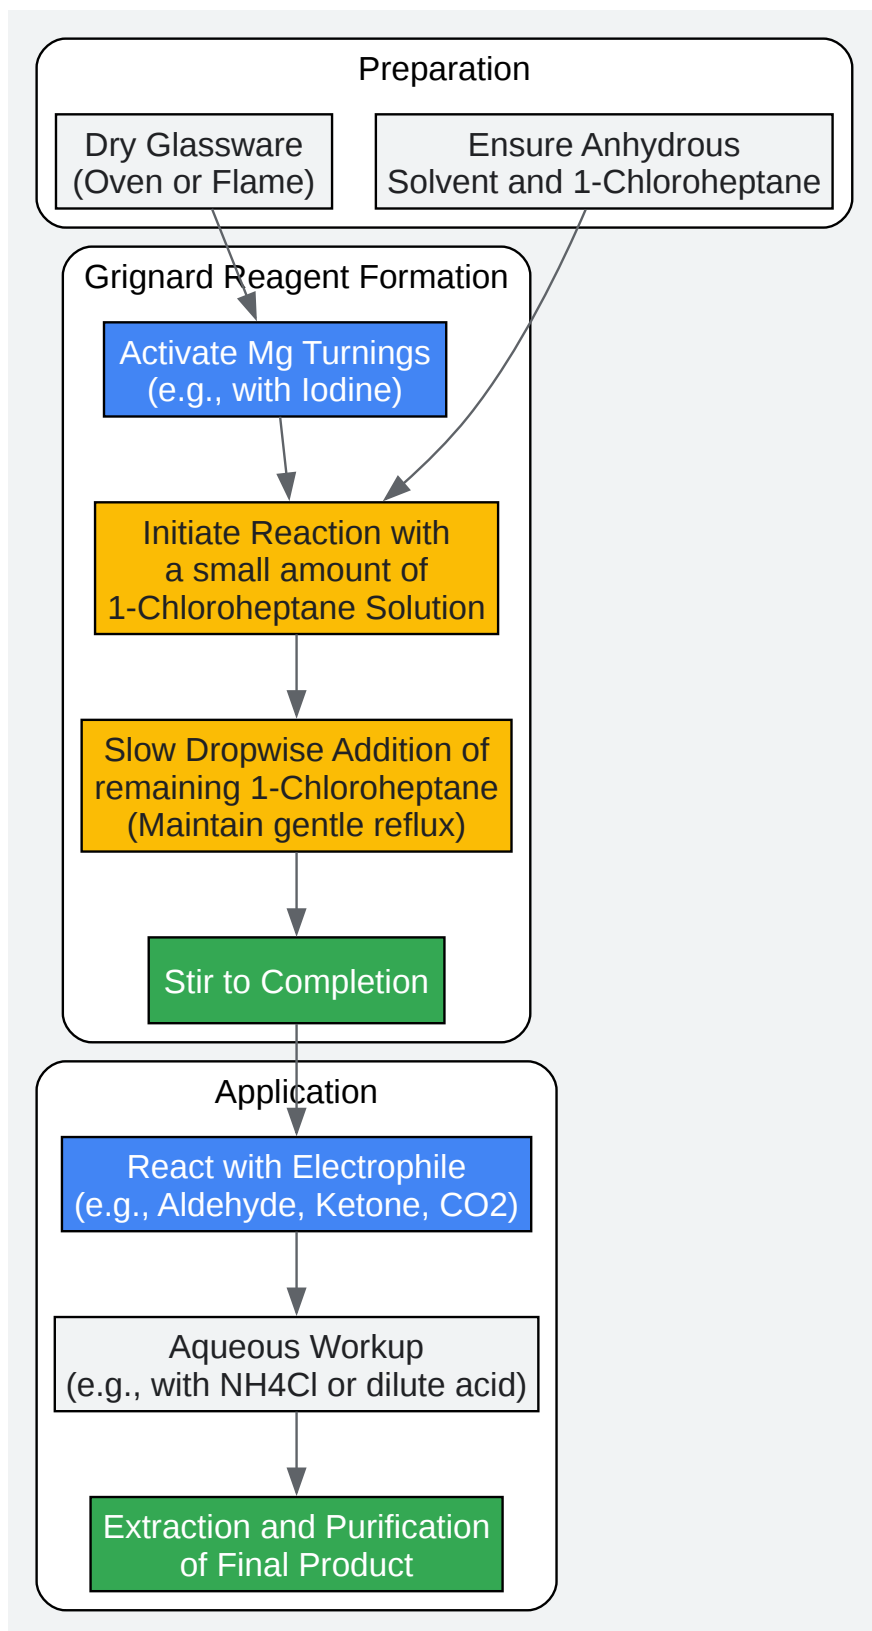 Preparation
Dry Glassware
(Oven or Flame)
Ensure Anhydrous
Solvent and 1-Chloroheptane
Grignard Reagent Formation
Activate Mg Turnings
(e.g., with Iodine)
Initiate Reaction with
a small amount of
1-Chloroheptane Solution
Slow Dropwise Addition of
remaining 1-Chloroheptane
(Maintain gentle reflux)
Stir to Completion
Application
React with Electrophile
(e.g., Aldehyde, Ketone, CO2)
Aqueous Workup
(e.g., with NH4Cl or dilute acid)
Extraction and Purification
of Final Product